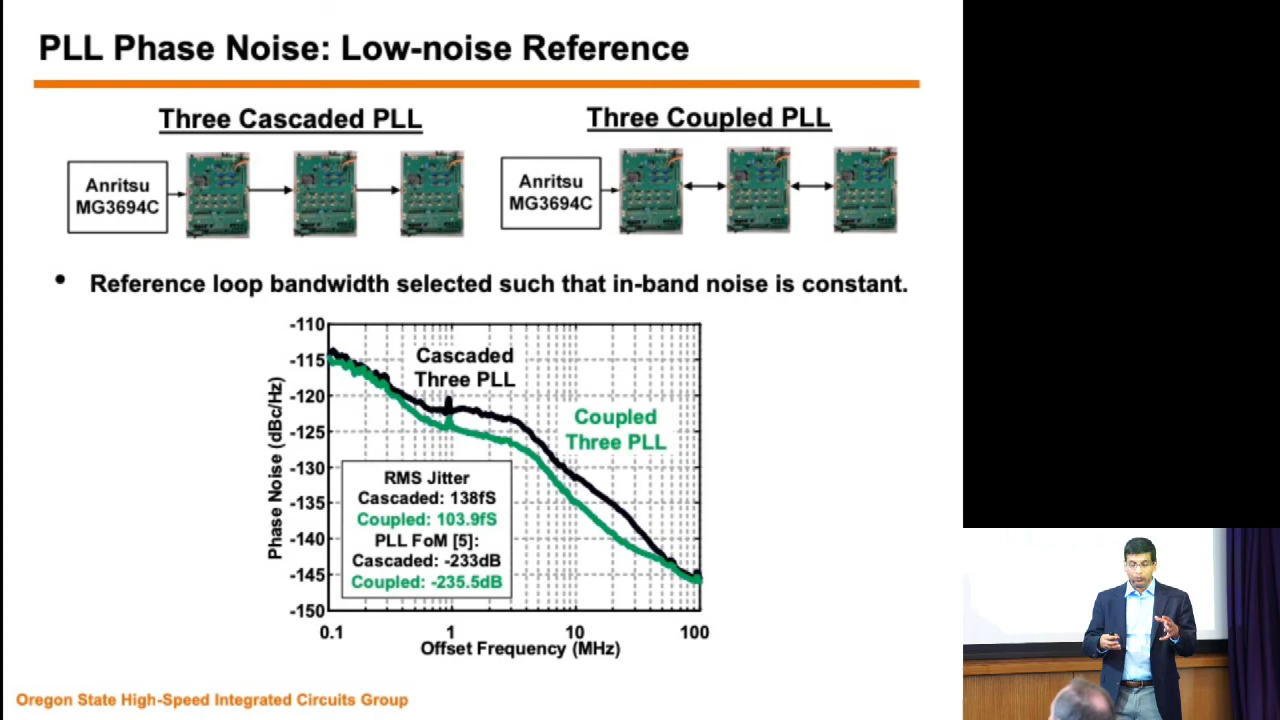 PLL Phase Noise: Low-noise Reference
Three Cascaded PLL
Three Coupled PLL
Anritsu
MG3694C
Anritsu
MG3694C
• Reference loop bandwidth selected such that in-band noise is constant.
-110
-115
-120
-125
-130
-135
-140
-145
-150
Phase Noise (dBc/Hz)
Cascaded
Three PLL
Coupled
Three PLL
RMS Jitter
Cascaded: 138fS
Coupled: 103.9fS
PLL FoM [5]:
Cascaded: -233dB
Coupled: -235.5dB
0.1
1
10
100
Offset Frequency (MHz)
Oregon State High-Speed Integrated Circuits Group